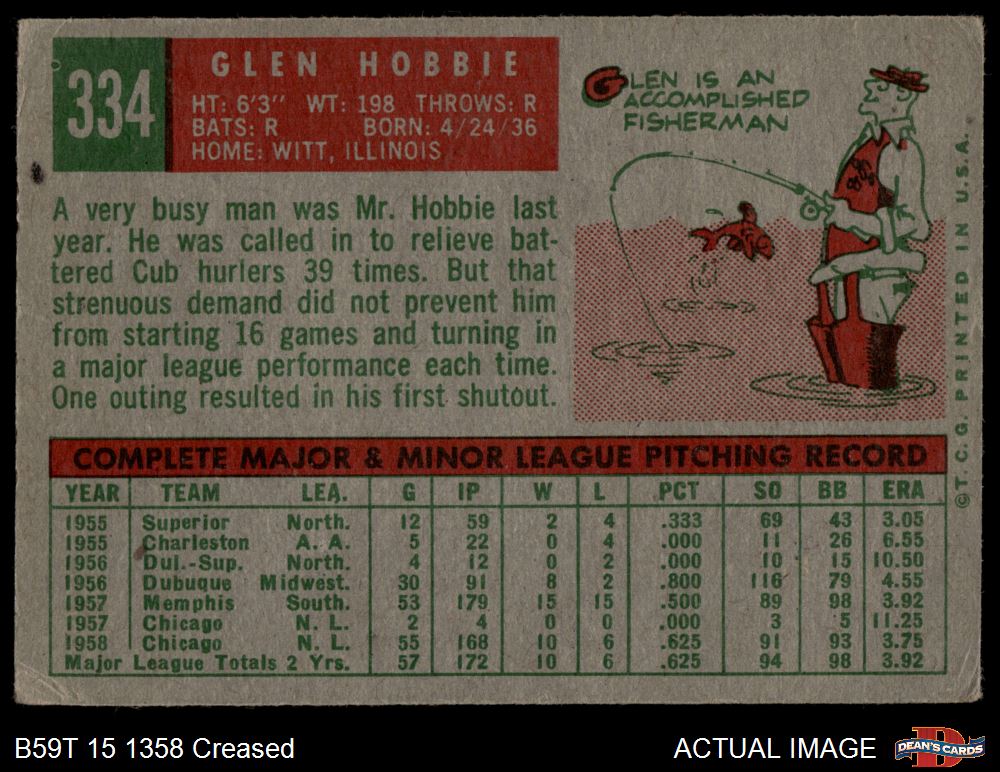 334
GLEN HOBBIE
HT: 6'3" WT: 198 THROWS: R
BATS: R BORN: 4/24/36
HOME: WITT, ILLINOIS
GLEN IS AN
ACCOMPLISHED
FISHERMAN
A very busy man was Mr. Hobbie last
year. He was called in to relieve bat-
tered Cub hurlers 39 times. But that
strenuous demand did not prevent him
from starting 16 games and turning in
a major league performance each time.
One outing resulted in his first shutout.
COMPLETE MAJOR & MINOR LEAGUE PITCHING RECORD
YEAR TEAM LEA. G IP W L PCT SO BB ERA
1955 Superior North. 12 59 2 4 .333 69 43 3.05
1955 Charleston A. A. 5 22 0 4 .000 11 26 6.55
1956 Dul.-Sup. North. 4 12 0 2 .000 10 15 10.50
1956 Dubuque Midwest. 30 91 8 2 .800 116 79 4.55
1957 Memphis South. 53 179 15 15 .500 89 98 3.92
1957 Chicago N. L. 2 4 0 0 .000 3 5 11.25
1958 Chicago N. L. 55 168 10 6 .625 91 93 3.75
Major League Totals 2 Yrs. 57 172 10 6 .625 94 98 3.92
©T.C.G. PRINTED IN U.S.A.
B59T 15 1358 Creased
ACTUAL IMAGE
DEAN'S CARDS